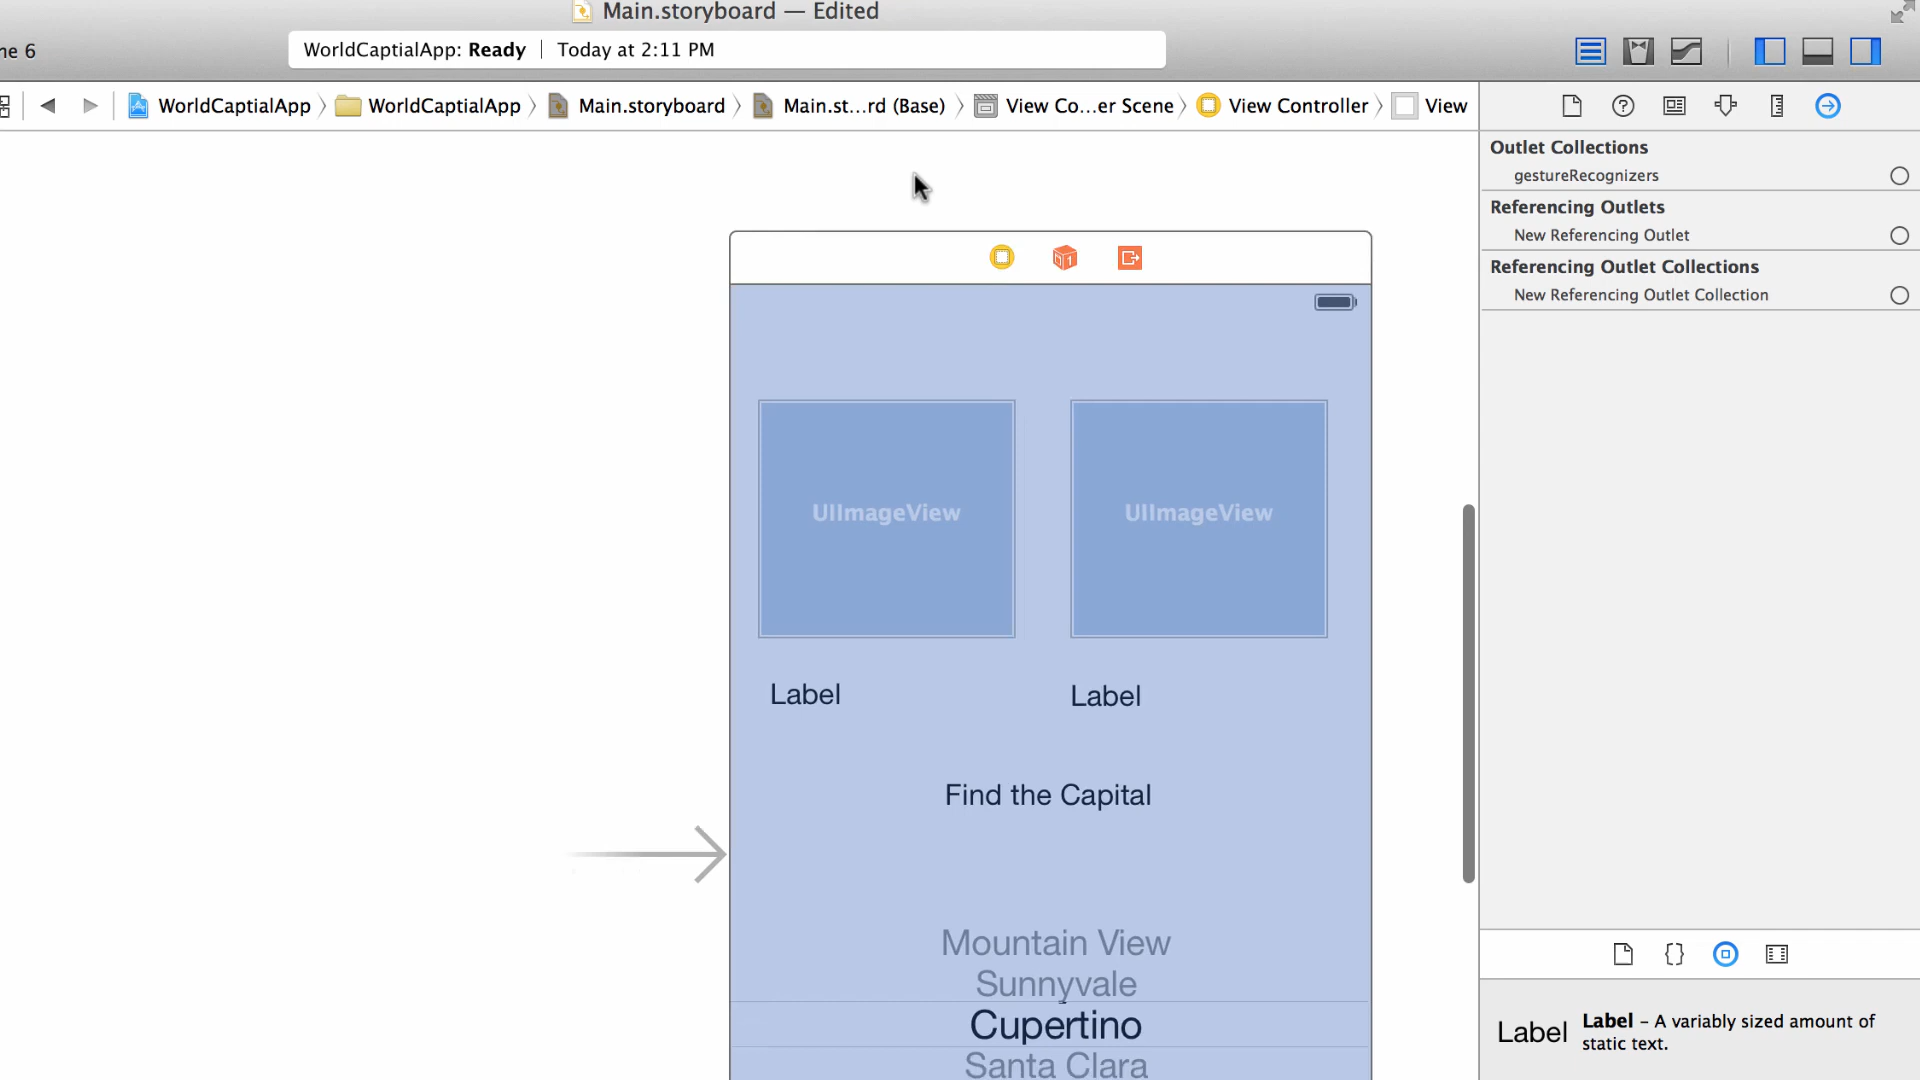 Main.storyboard — Edited
ne 6
WorldCaptialApp: Ready | Today at 2:11 PM
WorldCaptialApp
WorldCaptialApp
Main.storyboard
Main.st...rd (Base)
View Co...er Scene
View Controller
View
Outlet Collections
gestureRecognizers
Referencing Outlets
New Referencing Outlet
Referencing Outlet Collections
New Referencing Outlet Collection
UIImageView
UIImageView
Label
Label
Find the Capital
Mountain View
Sunnyvale
Cupertino
Santa Clara
Label
Label – A variably sized amount of
static text.